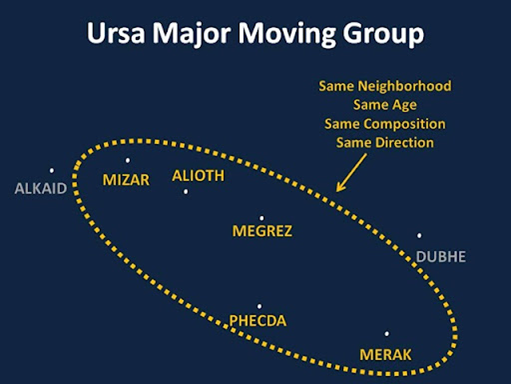 Ursa Major Moving Group
Same Neighborhood
Same Age
Same Composition
Same Direction
ALKAID
MIZAR
ALIOTH
MEGREZ
DUBHE
PHECDA
MERAK